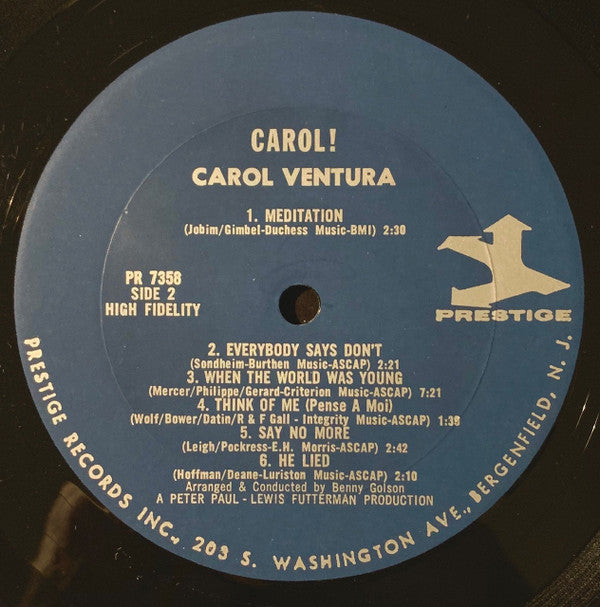 CAROL!
CAROL VENTURA
1. MEDITATION
(Jobim/Gimbel-Duchess Music-BMI) 2:30
PR 7358
SIDE 2
HIGH FIDELITY
PRESTIGE
2. EVERYBODY SAYS DON'T
(Sondheim-Burthen Music-ASCAP) 2:21
3. WHEN THE WORLD WAS YOUNG
(Mercer/Philippe/Gerard-Criterion Music-ASCAP) 7:21
4. THINK OF ME (Pense A Moi)
(Wolf/Bower/Datin/R & F Gall - Integrity Music-ASCAP) 1:38
5. SAY NO MORE
(Leigh/Pockress-E.H. Morris-ASCAP) 2:42
6. HE LIED
(Hoffman/Deane-Luriston Music-ASCAP) 2:10
Arranged & Conducted by Benny Golson
A PETER PAUL - LEWIS FUTTERMAN PRODUCTION
PRESTIGE RECORDS INC., 203 S. WASHINGTON AVE., BERGENFIELD, N. J.